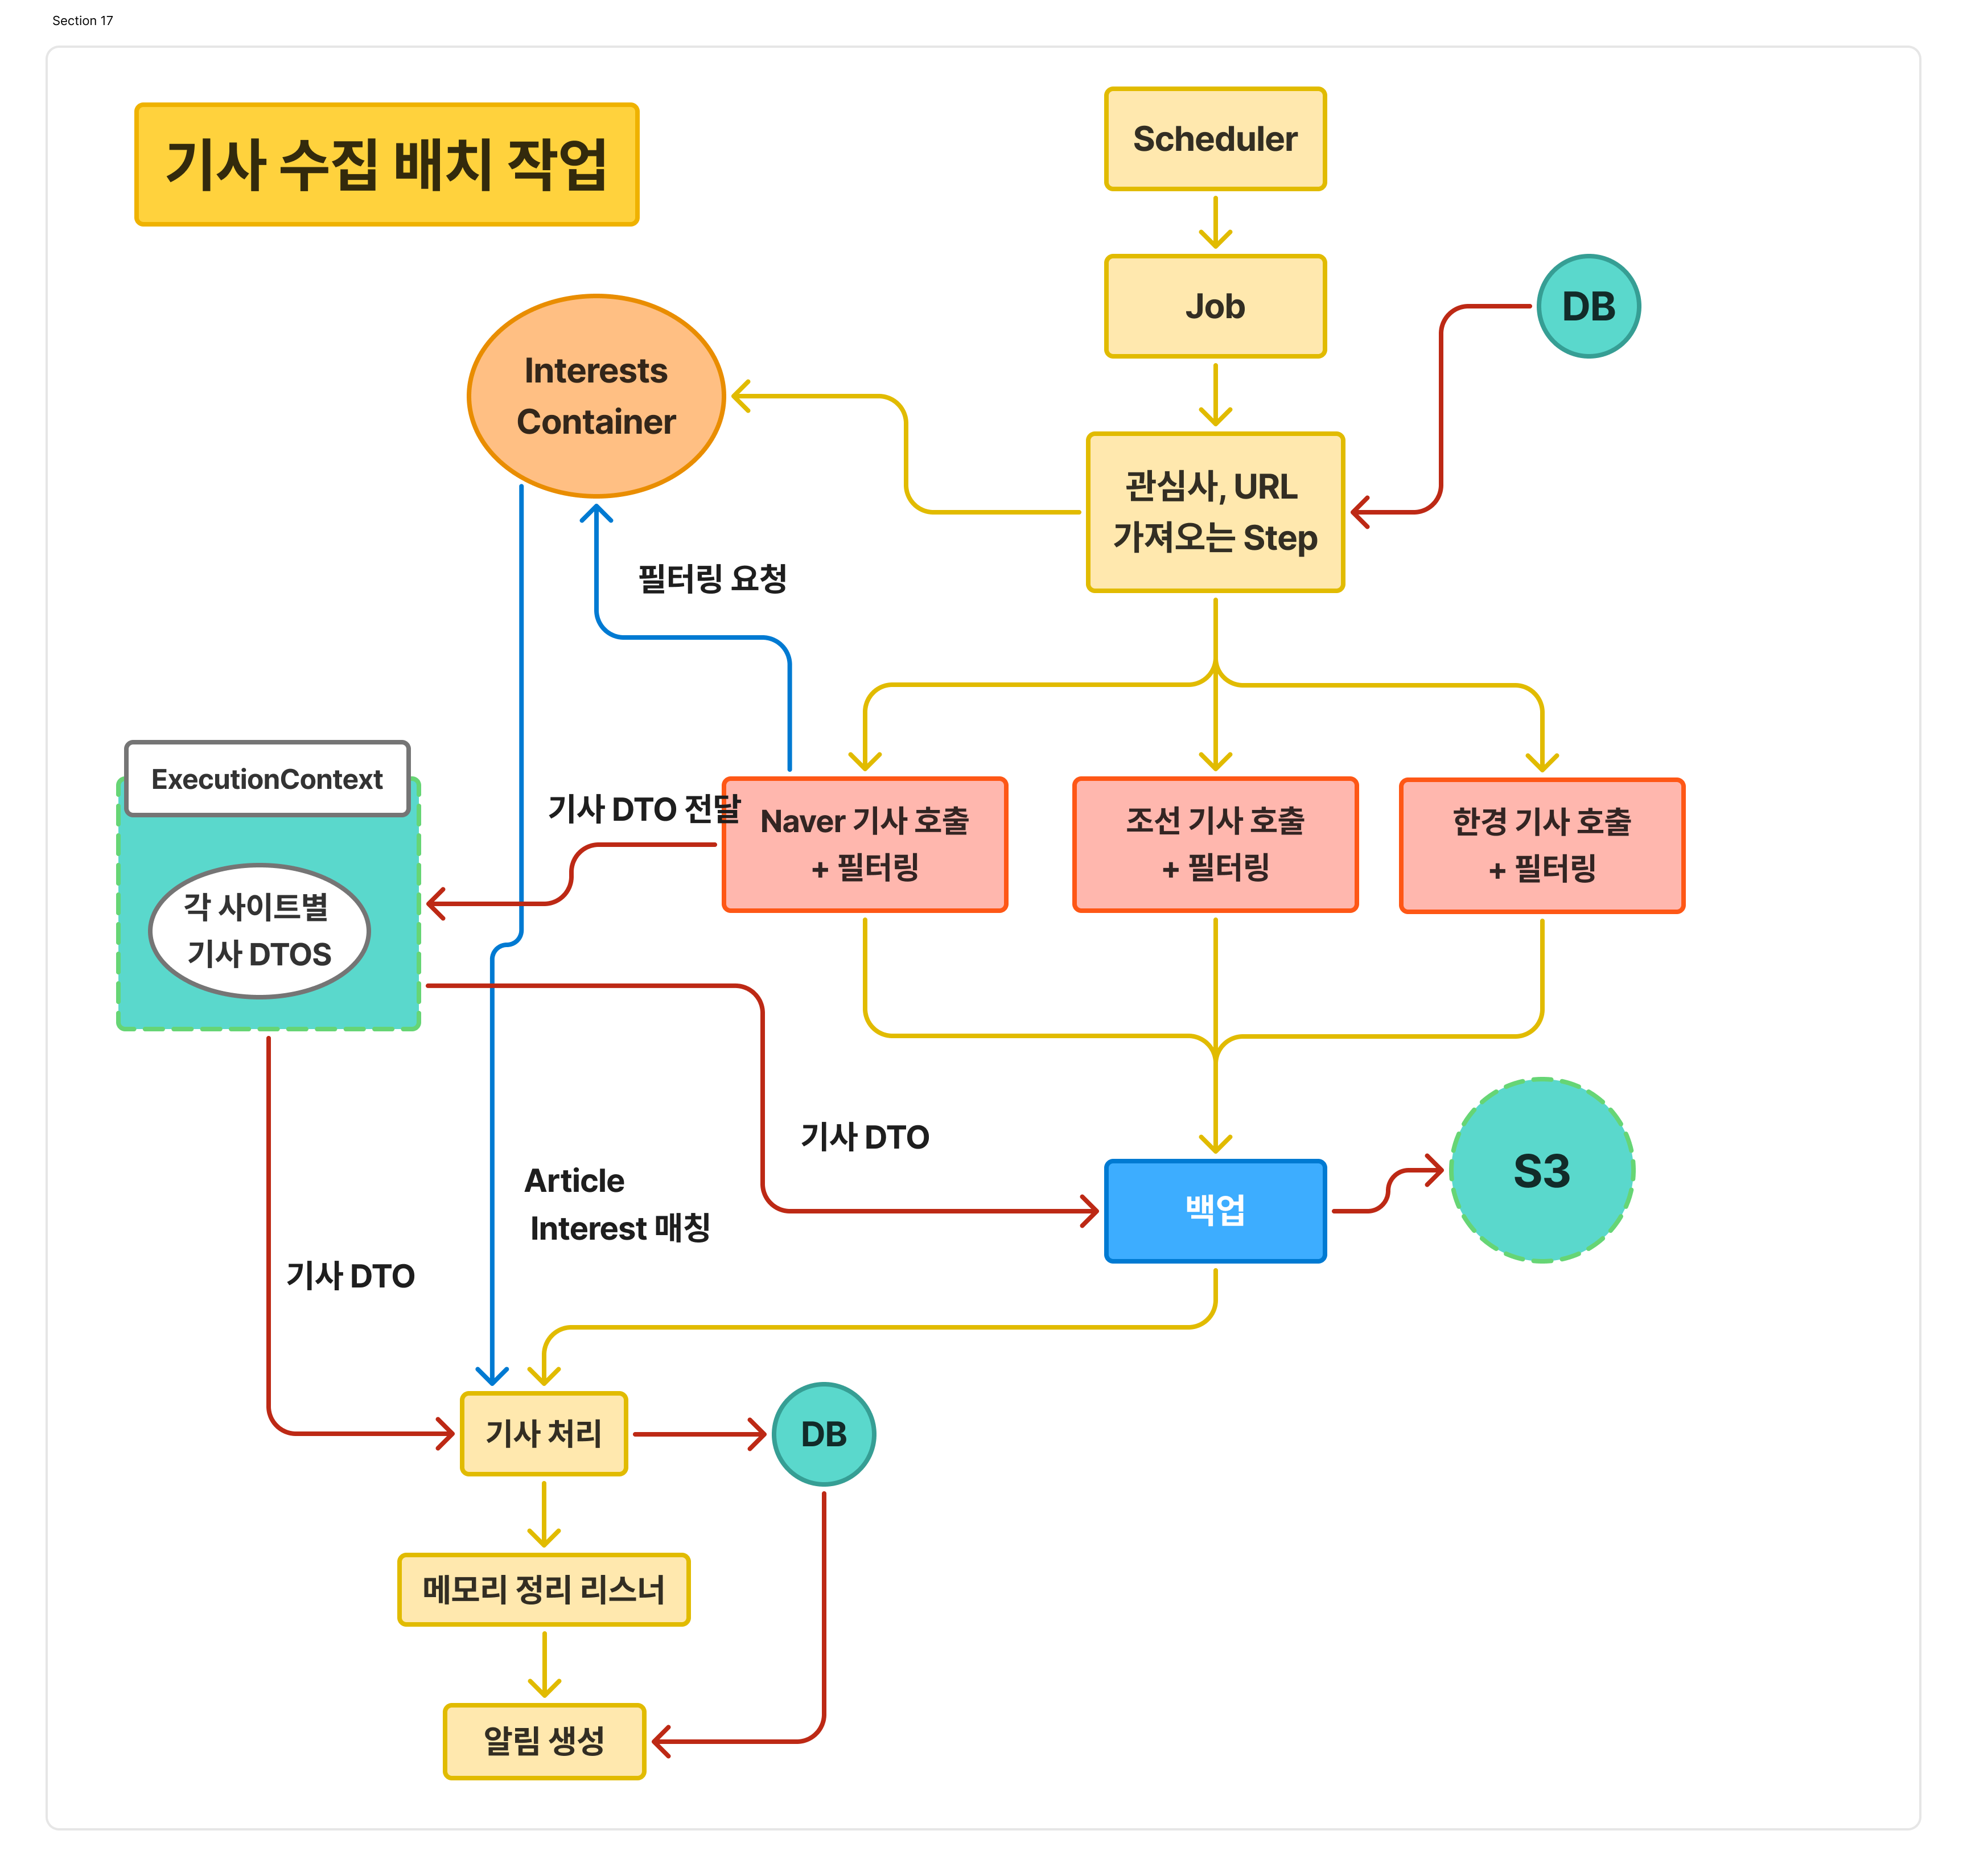 Section 17
기사 수집 배치 작업
Scheduler
Job
DB
Interests
Container
관심사, URL
가져오는 Step
필터링 요청
ExecutionContext
기사 DTO 전달
Naver 기사 호출
+ 필터링
조선 기사 호출
+ 필터링
한경 기사 호출
+ 필터링
각 사이트별
기사 DTOS
기사 DTO
Article
Interest 매칭
백업
S3
기사 DTO
기사 처리
DB
메모리 정리 리스너
알림 생성